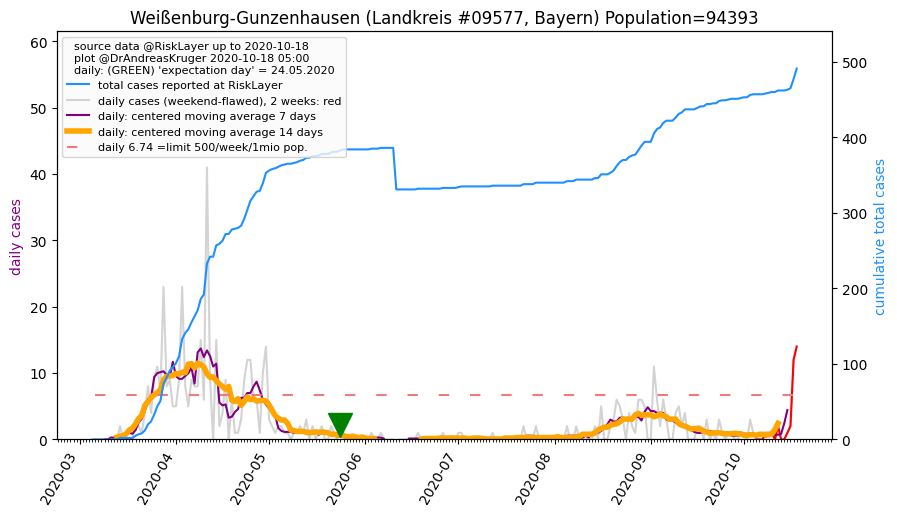 Weißenburg-Gunzenhausen (Landkreis #09577, Bayern) Population=94393
source data @RiskLayer up to 2020-10-18
plot @DrAndreasKruger 2020-10-18 05:00
daily: (GREEN) 'expectation day' = 24.05.2020
total cases reported at RiskLayer
daily cases (weekend-flawed), 2 weeks: red
daily: centered moving average 7 days
daily: centered moving average 14 days
daily 6.74 =limit 500/week/1mio pop.
daily cases
60
50
40
30
20
10
0
cumulative total cases
500
400
300
200
100
0
2020-03
2020-04
2020-05
2020-06
2020-07
2020-08
2020-09
2020-10